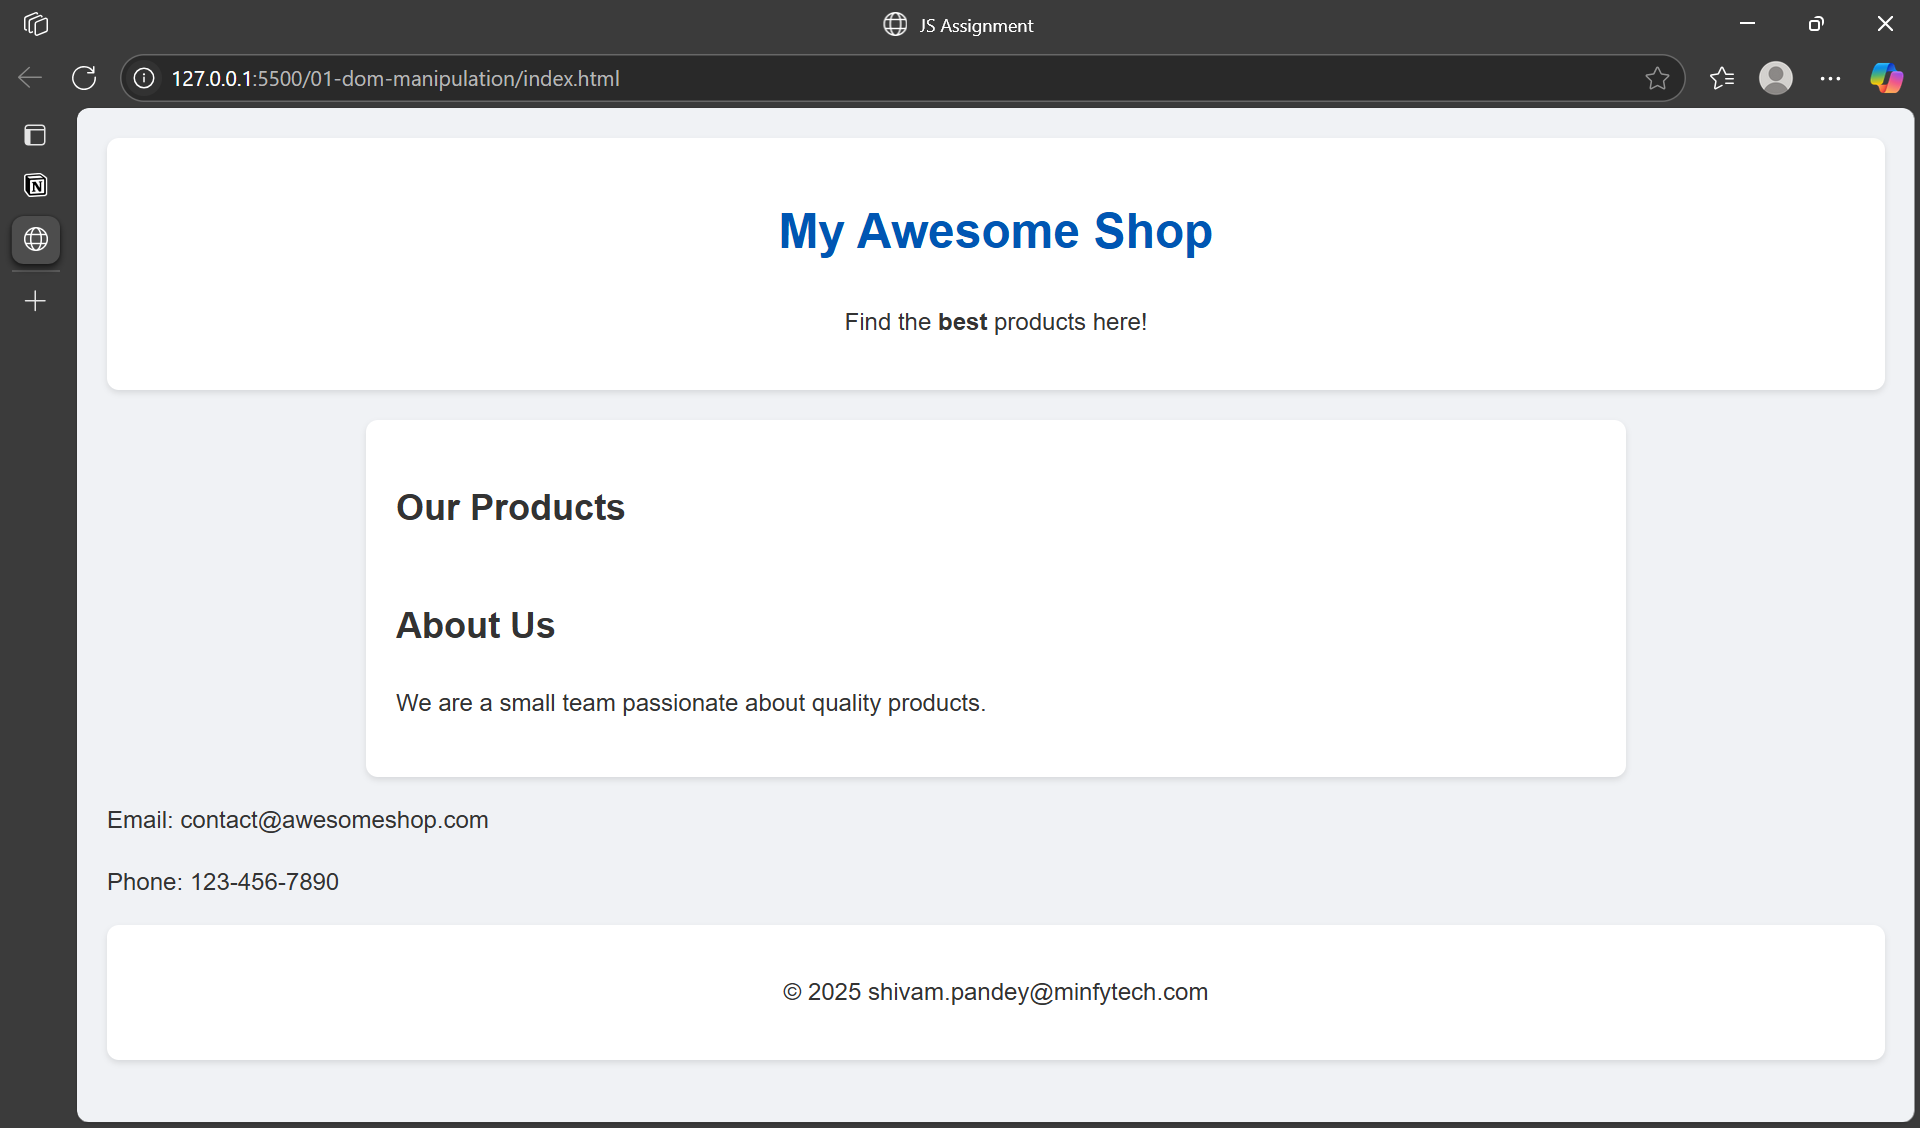 JS Assignment
127.0.0.1:5500/01-dom-manipulation/index.html
My Awesome Shop
Find the best products here!
Our Products
About Us
We are a small team passionate about quality products.
Email: contact@awesomeshop.com
Phone: 123-456-7890
© 2025 shivam.pandey@minfytech.com